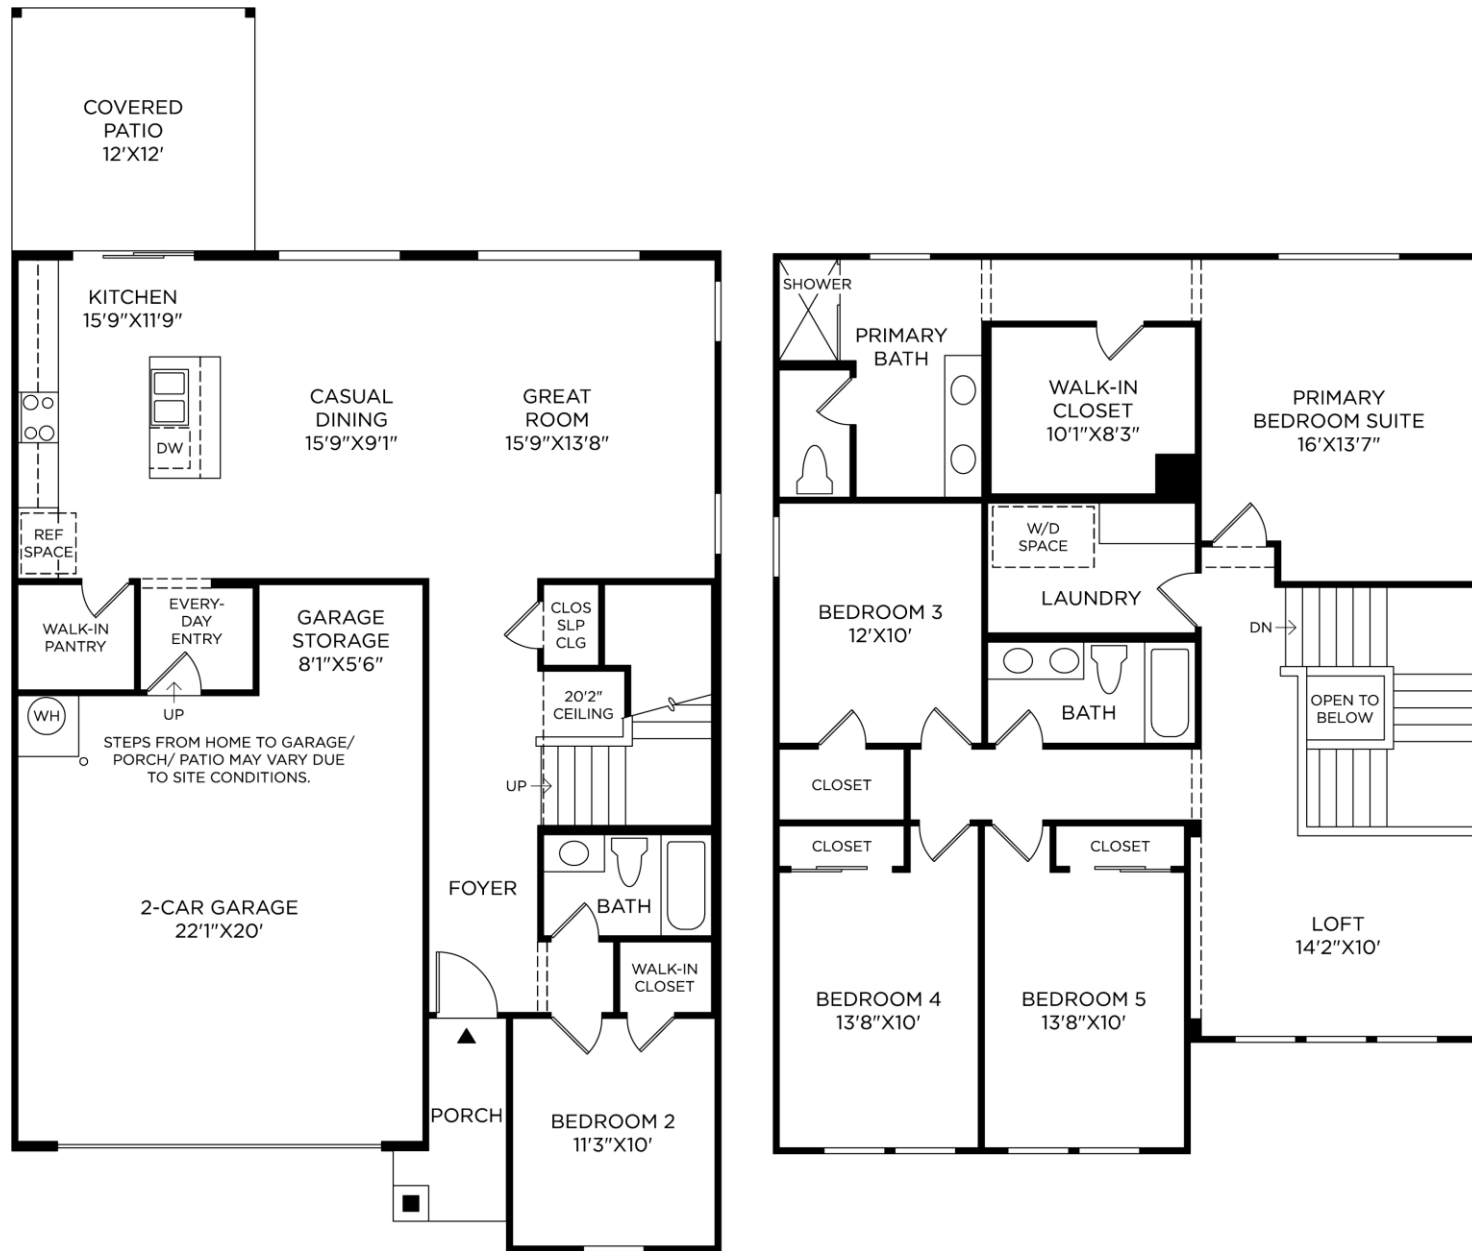 COVERED
PATIO
12'X12'
KITCHEN
15'9"X11'9"
CASUAL
DINING
15'9"X9'1"
GREAT
ROOM
15'9"X13'8"
DW
REF
SPACE
WALK-IN
PANTRY
EVERY-
DAY
ENTRY
GARAGE
STORAGE
8'1"X5'6"
CLOS
SLP
CLG
20'2"
CEILING
WH
UP
STEPS FROM HOME TO GARAGE/
PORCH/ PATIO MAY VARY DUE
TO SITE CONDITIONS.
UP
2-CAR GARAGE
22'1"X20'
FOYER
BATH
WALK-IN
CLOSET
PORCH
BEDROOM 2
11'3"X10'
SHOWER
PRIMARY
BATH
WALK-IN
CLOSET
10'1"X8'3"
PRIMARY
BEDROOM SUITE
16'X13'7"
W/D
SPACE
LAUNDRY
BEDROOM 3
12'X10'
DN
BATH
OPEN TO
BELOW
CLOSET
CLOSET
CLOSET
LOFT
14'2"X10'
BEDROOM 4
13'8"X10'
BEDROOM 5
13'8"X10'